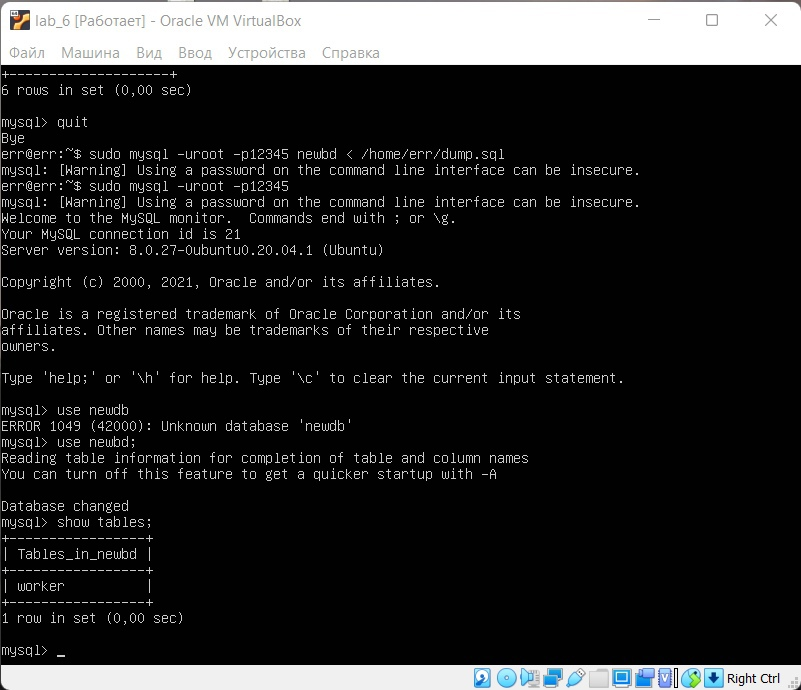 lab_6 [Работает] - Oracle VM VirtualBox
Файл Машина Вид Ввод Устройства Справка
+--------------------+
6 rows in set (0,00 sec)
mysql> quit
Bye
err@err:~$ sudo mysql -uroot -p12345 newbd < /home/err/dump.sql
mysql: [Warning] Using a password on the command line interface can be insecure.
err@err:~$ sudo mysql -uroot -p12345
mysql: [Warning] Using a password on the command line interface can be insecure.
Welcome to the MySQL monitor.  Commands end with ; or \g.
Your MySQL connection id is 21
Server version: 8.0.27-0ubuntu0.20.04.1 (Ubuntu)
Copyright (c) 2000, 2021, Oracle and/or its affiliates.
Oracle is a registered trademark of Oracle Corporation and/or its
affiliates. Other names may be trademarks of their respective
owners.
Type 'help;' or '\h' for help. Type '\c' to clear the current input statement.
mysql> use newdb
ERROR 1049 (42000): Unknown database 'newdb'
mysql> use newbd;
Reading table information for completion of table and column names
You can turn off this feature to get a quicker startup with -A
Database changed
mysql> show tables;
+-----------------+
| Tables_in_newbd |
+-----------------+
| worker          |
+-----------------+
1 row in set (0,00 sec)
mysql> _
Right Ctrl